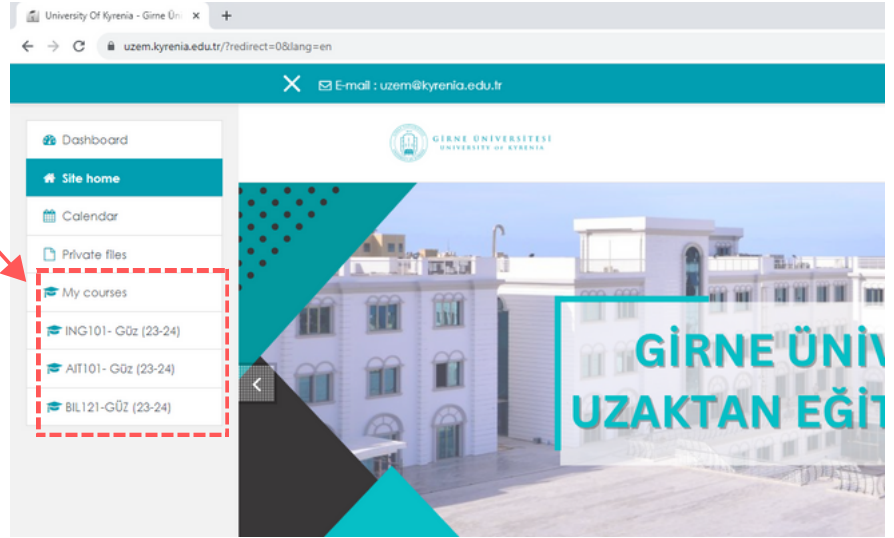 University Of Kyrenia - Girne Üni
uzem.kyrenia.edu.tr/?redirect=0&lang=en
E-mail : uzem@kyrenia.edu.tr
Dashboard
Site home
Calendar
Private files
My courses
ING101- Güz (23-24)
AIT101- Güz (23-24)
BIL121-GÜZ (23-24)
GİRNE ÜNİVERSİTESİ
UNIVERSITY OF KYRENIA
GİRNE ÜNİV
UZAKTAN EĞİT